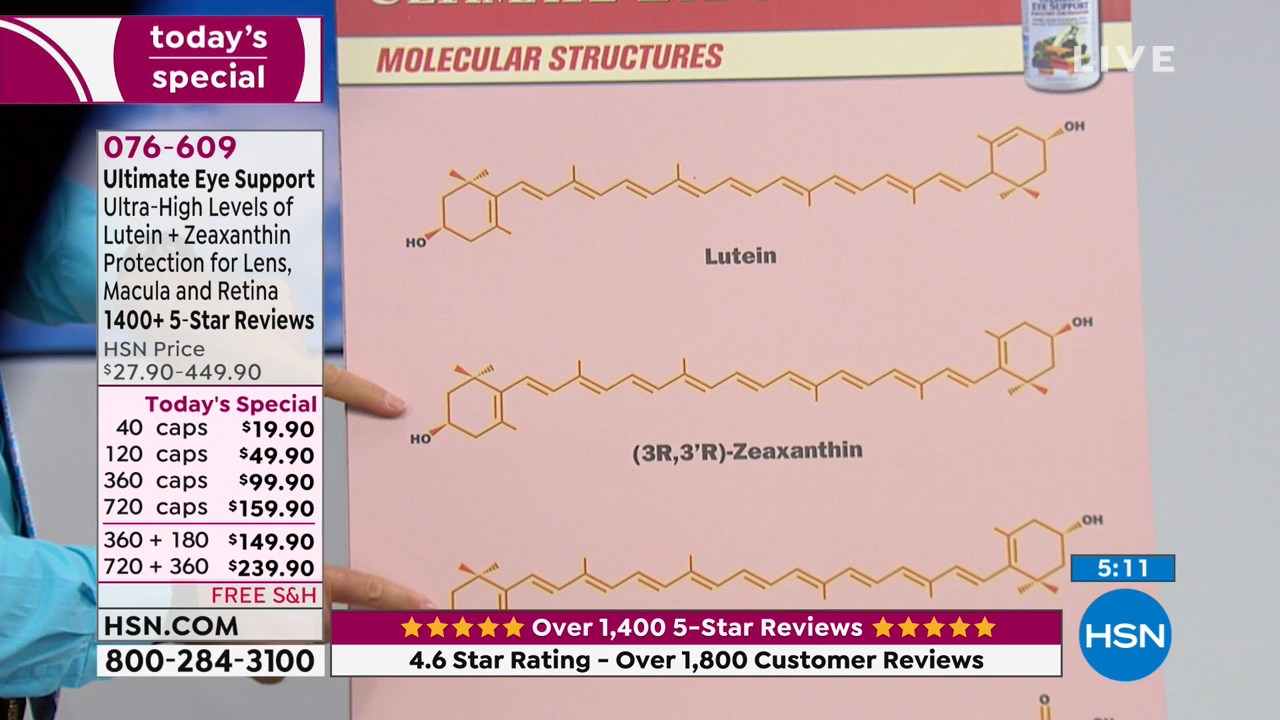 today's
special
076-609
Ultimate Eye Support
Ultra-High Levels of
Lutein + Zeaxanthin
Protection for Lens,
Macula and Retina
1400+ 5-Star Reviews
HSN Price
$27.90-449.90
Today's Special
40 caps $19.90
120 caps $49.90
360 caps $99.90
720 caps $159.90
360 + 180 $149.90
720 + 360 $239.90
FREE S&H
HSN.COM
800-284-3100
MOLECULAR STRUCTURES
EYE SUPPORT
LIVE
OH
HO
Lutein
OH
HO
(3R,3'R)-Zeaxanthin
OH
O
5:11
HSN
Over 1,400 5-Star Reviews
4.6 Star Rating - Over 1,800 Customer Reviews